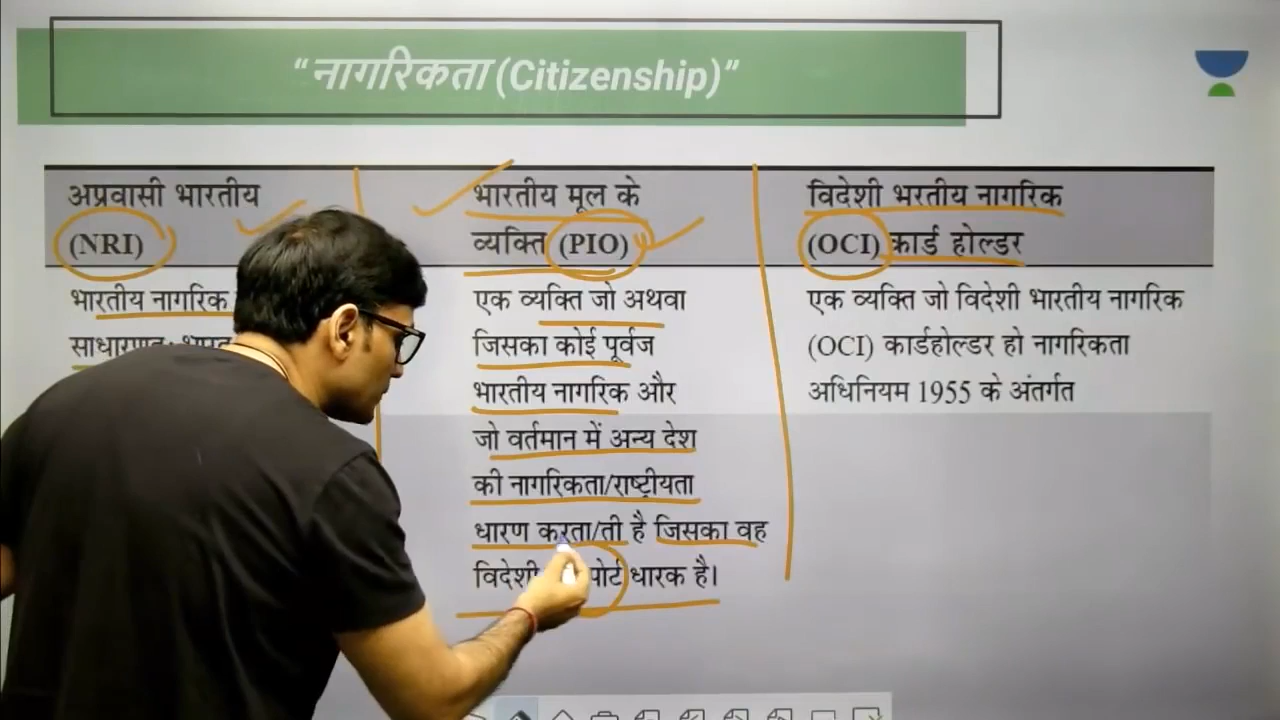 “नागरिकता (Citizenship)”
अप्रवासी भारतीय
(NRI)
भारतीय नागरिक
साधारणतः
भारतीय मूल के
व्यक्ति (PIO)
एक व्यक्ति जो अथवा
जिसका कोई पूर्वज
भारतीय नागरिक और
जो वर्तमान में अन्य देश
की नागरिकता/राष्ट्रीयता
धारण करता/ती है जिसका वह
विदेशी धारक है।
विदेशी भरतीय नागरिक
(OCI) कार्ड होल्डर
एक व्यक्ति जो विदेशी भारतीय नागरिक
(OCI) कार्डहोल्डर हो नागरिकता
अधिनियम 1955 के अंतर्गत